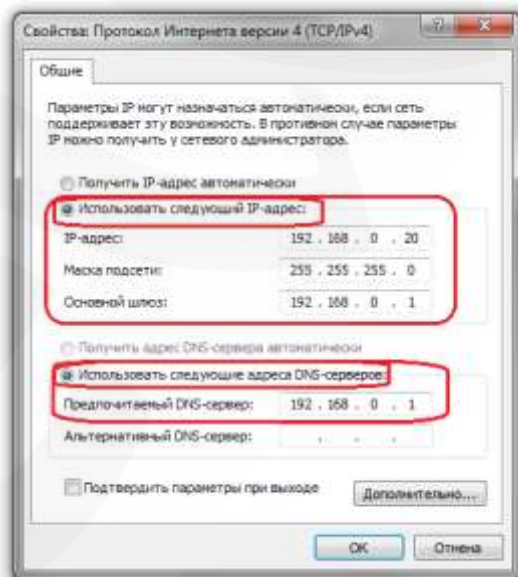 Свойства: Протокол Интернета версии 4 (TCP/IPv4)
Общие
Параметры IP могут назначаться автоматически, если сеть
поддерживает эту возможность. В противном случае параметры
IP можно получить у сетевого администратора.
Получить IP-адрес автоматически
Использовать следующий IP-адрес:
IP-адрес: 192 . 168 . 0 . 20
Маска подсети: 255 . 255 . 255 . 0
Основной шлюз: 192 . 168 . 0 . 1
Получить адрес DNS-сервера автоматически
Использовать следующие адреса DNS-серверов:
Предпочитаемый DNS-сервер: 192 . 168 . 0 . 1
Альтернативный DNS-сервер: . . .
Подтвердить параметры при выходе
Дополнительно...
ОК Отмена